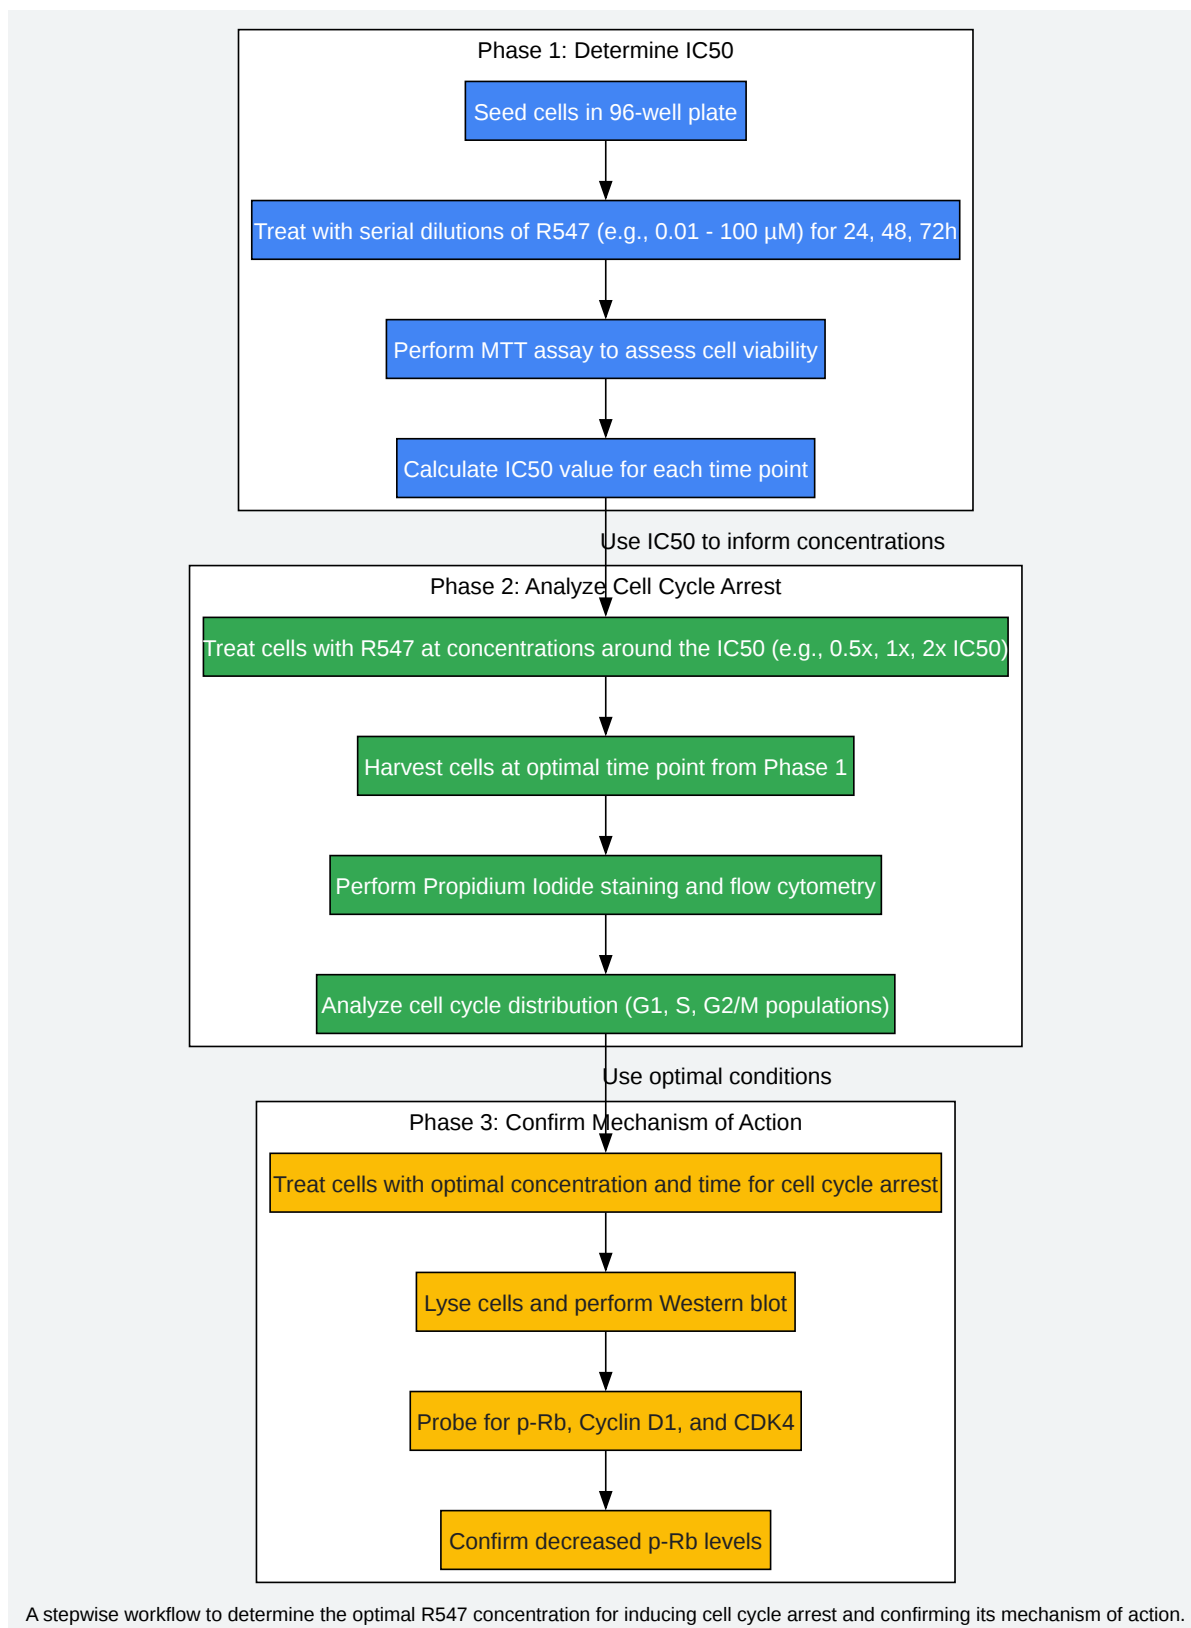 Phase 1: Determine IC50
Seed cells in 96-well plate
Treat with serial dilutions of R547 (e.g., 0.01 - 100 µM) for 24, 48, 72h
Perform MTT assay to assess cell viability
Calculate IC50 value for each time point
Use IC50 to inform concentrations
Phase 2: Analyze Cell Cycle Arrest
Treat cells with R547 at concentrations around the IC50 (e.g., 0.5x, 1x, 2x IC50)
Harvest cells at optimal time point from Phase 1
Perform Propidium Iodide staining and flow cytometry
Analyze cell cycle distribution (G1, S, G2/M populations)
Use optimal conditions
Phase 3: Confirm Mechanism of Action
Treat cells with optimal concentration and time for cell cycle arrest
Lyse cells and perform Western blot
Probe for p-Rb, Cyclin D1, and CDK4
Confirm decreased p-Rb levels
A stepwise workflow to determine the optimal R547 concentration for inducing cell cycle arrest and confirming its mechanism of action.